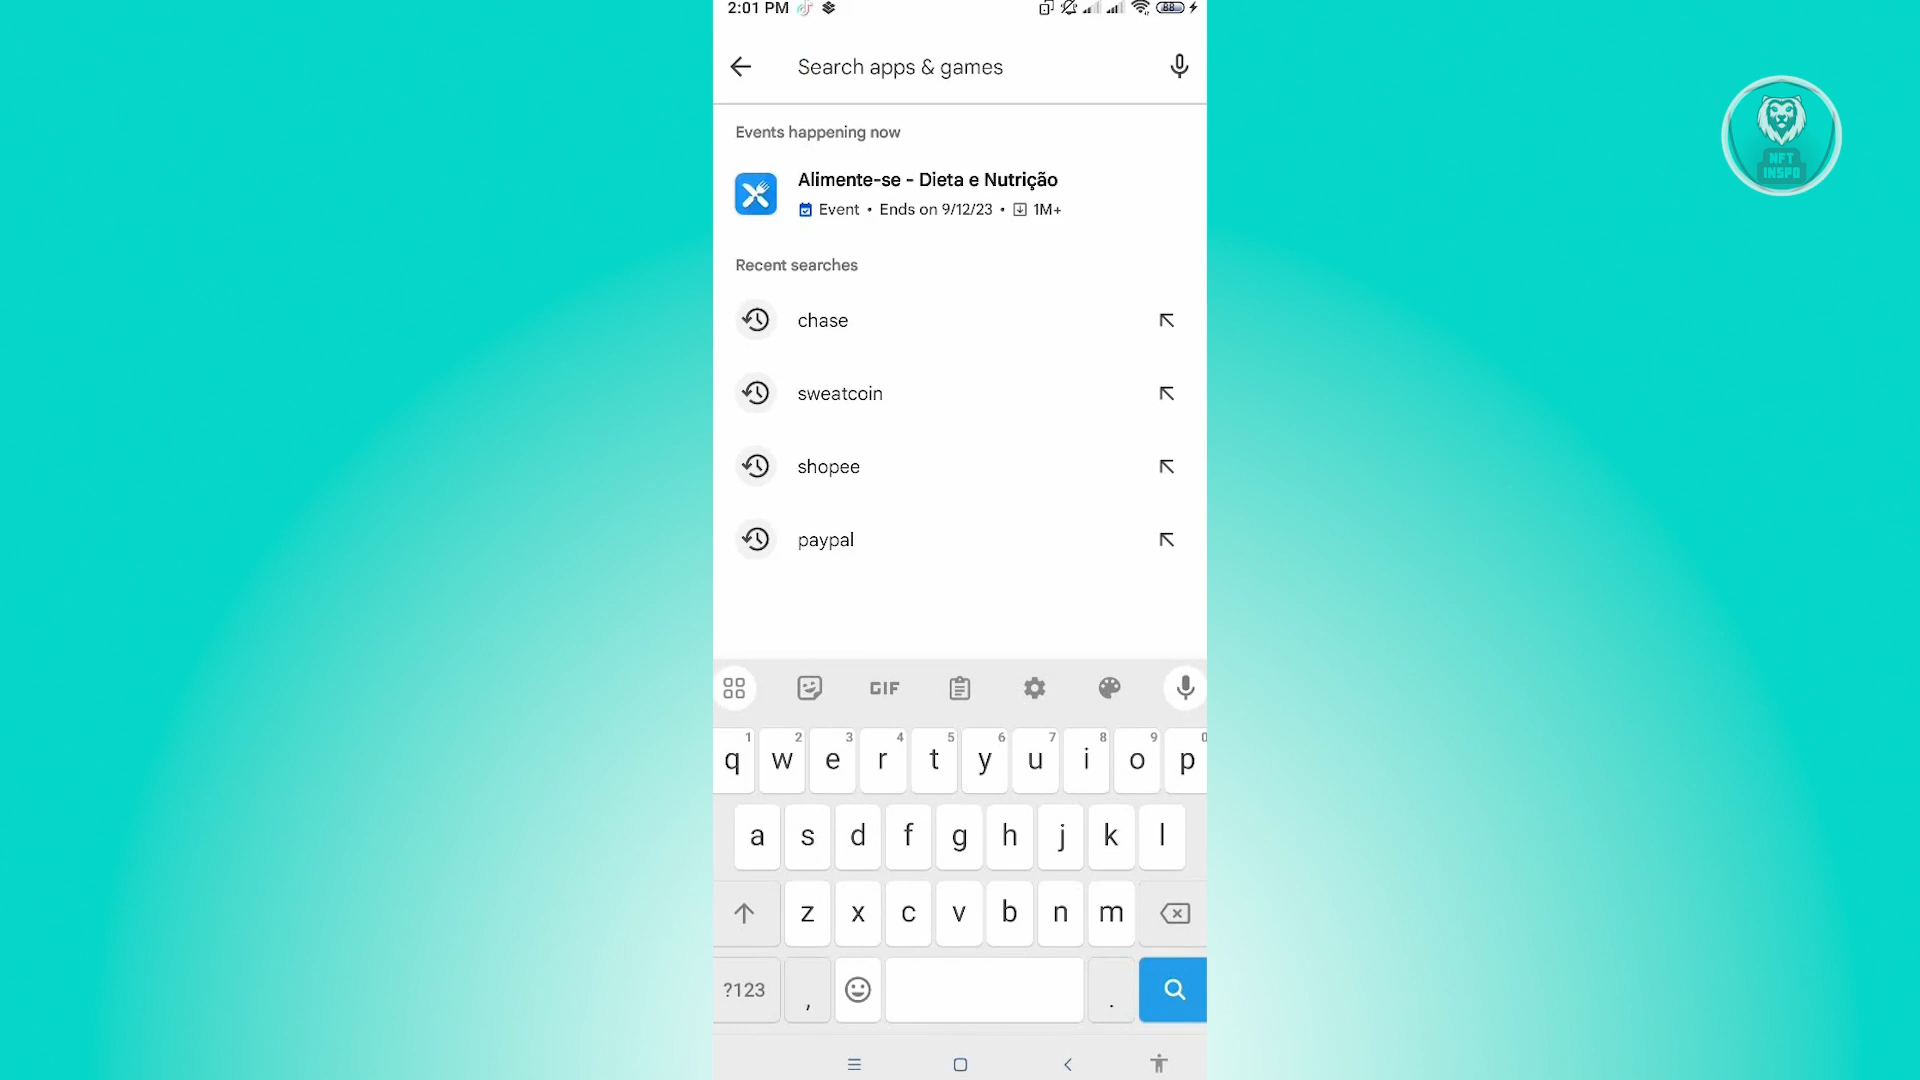 2:01 PM 88
Search apps & games
Events happening now
Alimente-se - Dieta e Nutrição
Event • Ends on 9/12/23 • 1M+
Recent searches
chase
sweatcoin
shopee
paypal
GIF
1 2 3 4 5 6 7 8 9 0
q w e r t y u i o p
a s d f g h j k l
z x c v b n m
?123 , .
NFT
INSPO